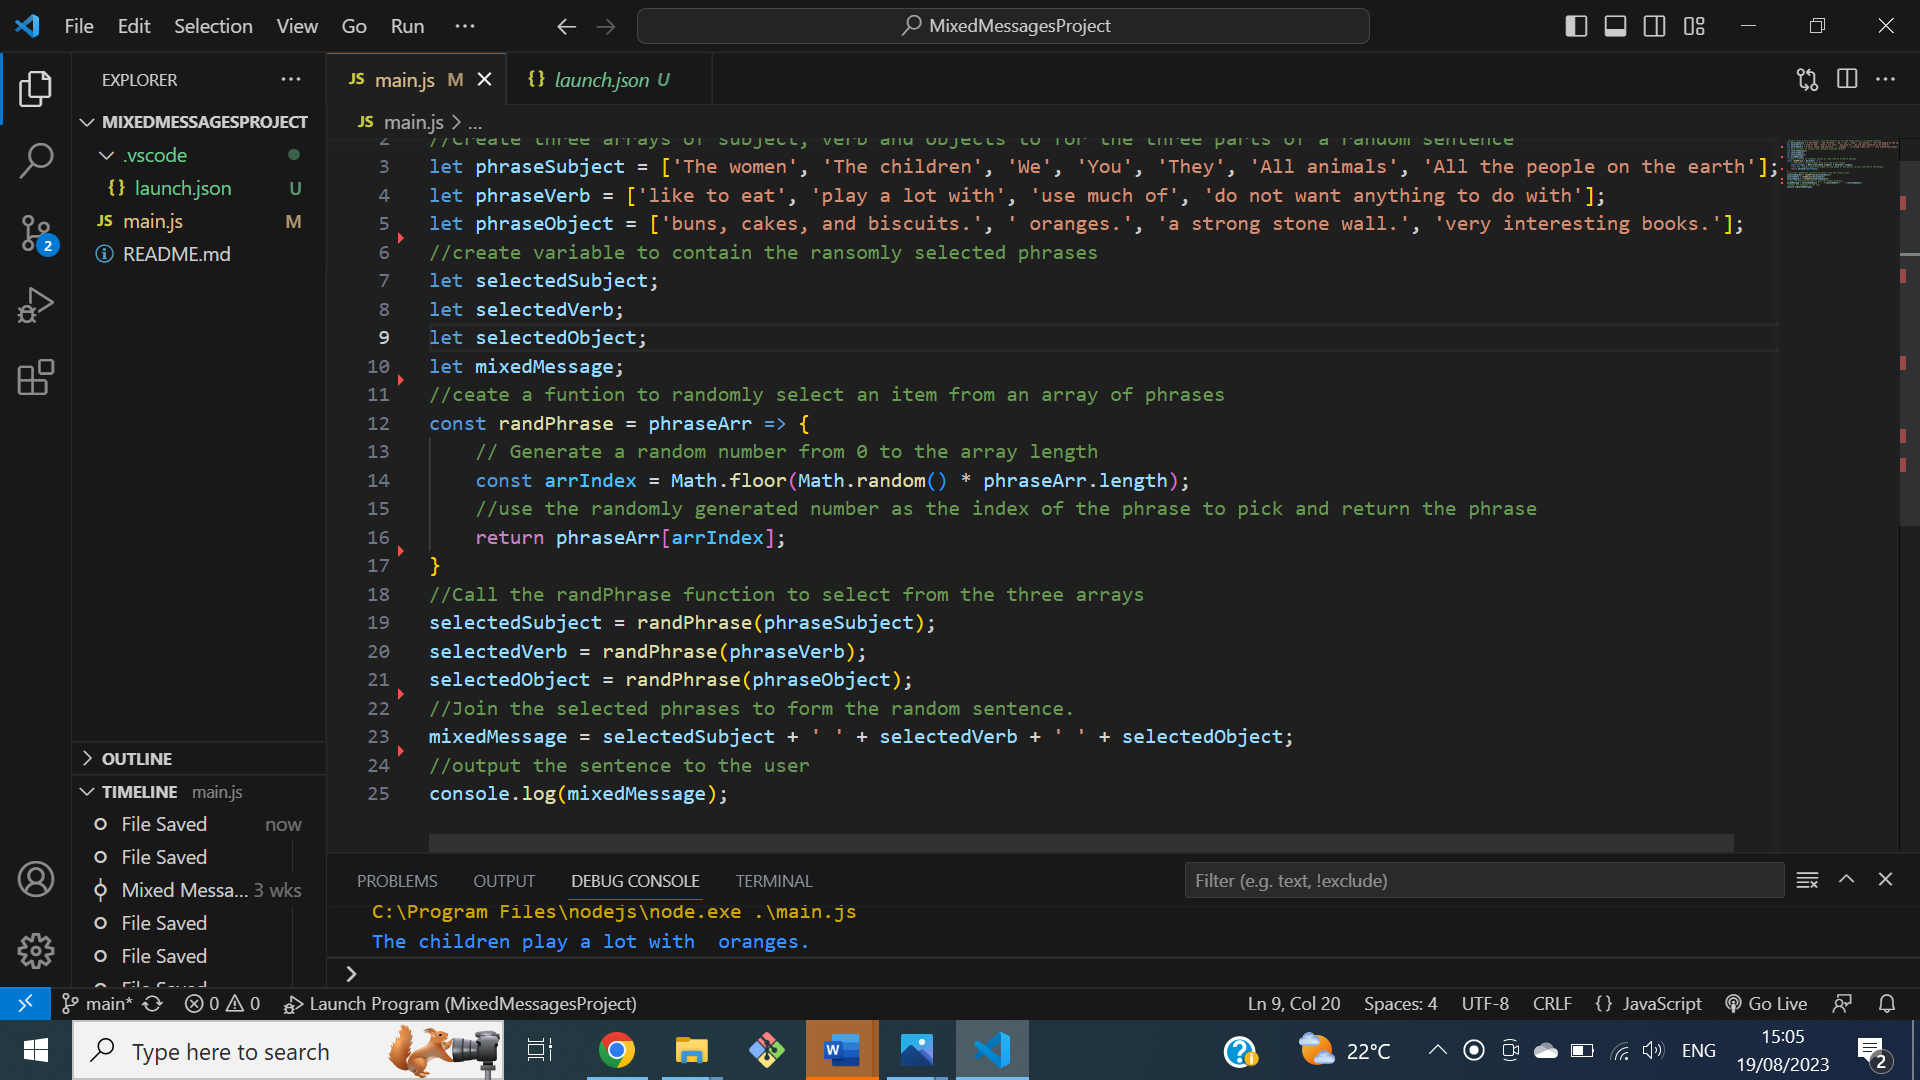 File Edit Selection View Go Run ··· MixedMessagesProject
EXPLORER ···
MIXEDMESSAGESPROJECT
.vscode
{} launch.json U
JS main.js M
README.md
OUTLINE
TIMELINE main.js
File Saved now
File Saved
Mixed Messa... 3 wks
File Saved
File Saved
File Saved
JS main.js M
{} launch.json U
JS main.js > ...
2 //Create three arrays of subject, verb and objects to for the three parts of a random sentence
3 let phraseSubject = ['The women', 'The children', 'We', 'You', 'They', 'All animals', 'All the people on the earth'];
4 let phraseVerb = ['like to eat', 'play a lot with', 'use much of', 'do not want anything to do with'];
5 let phraseObject = ['buns, cakes, and biscuits.', ' oranges.', 'a strong stone wall.', 'very interesting books.'];
6 //create variable to contain the ransomly selected phrases
7 let selectedSubject;
8 let selectedVerb;
9 let selectedObject;
10 let mixedMessage;
11 //ceate a funtion to randomly select an item from an array of phrases
12 const randPhrase = phraseArr => {
13 // Generate a random number from 0 to the array length
14 const arrIndex = Math.floor(Math.random() * phraseArr.length);
15 //use the randomly generated number as the index of the phrase to pick and return the phrase
16 return phraseArr[arrIndex];
17 }
18 //Call the randPhrase function to select from the three arrays
19 selectedSubject = randPhrase(phraseSubject);
20 selectedVerb = randPhrase(phraseVerb);
21 selectedObject = randPhrase(phraseObject);
22 //Join the selected phrases to form the random sentence.
23 mixedMessage = selectedSubject + ' ' + selectedVerb + ' ' + selectedObject;
24 //output the sentence to the user
25 console.log(mixedMessage);
PROBLEMS OUTPUT DEBUG CONSOLE TERMINAL Filter (e.g. text, !exclude)
C:\Program Files\nodejs\node.exe .\main.js
The children play a lot with  oranges.
>
2
main* 0 0 Launch Program (MixedMessagesProject) Ln 9, Col 20 Spaces: 4 UTF-8 CRLF {} JavaScript Go Live
Type here to search W 22°C ENG 15:05
19/08/2023 2